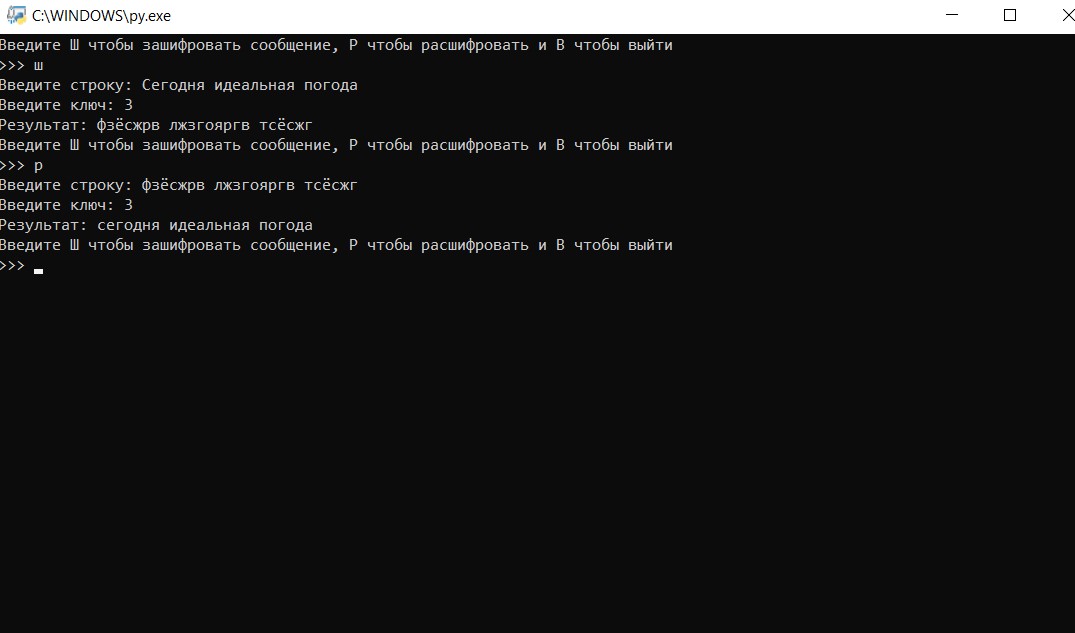 C:\WINDOWS\py.exe
Введите Ш чтобы зашифровать сообщение, Р чтобы расшифровать и В чтобы выйти
>>> ш
Введите строку: Сегодня идеальная погода
Введите ключ: 3
Результат: фзёсжрв лжзгояргв тсёсжг
Введите Ш чтобы зашифровать сообщение, Р чтобы расшифровать и В чтобы выйти
>>> р
Введите строку: фзёсжрв лжзгояргв тсёсжг
Введите ключ: 3
Результат: сегодня идеальная погода
Введите Ш чтобы зашифровать сообщение, Р чтобы расшифровать и В чтобы выйти
>>>